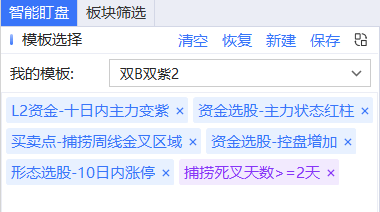 智能盯盘 板块筛选
模板选择 清空 恢复 新建 保存
我的模板: 双B双紫2
L2资金-十日内主力变紫 × 资金选股-主力状态红柱 ×
买卖点-捕捞周线金叉区域 × 资金选股-控盘增加 ×
形态选股-10日内涨停 × 捕捞死叉天数>=2天 ×